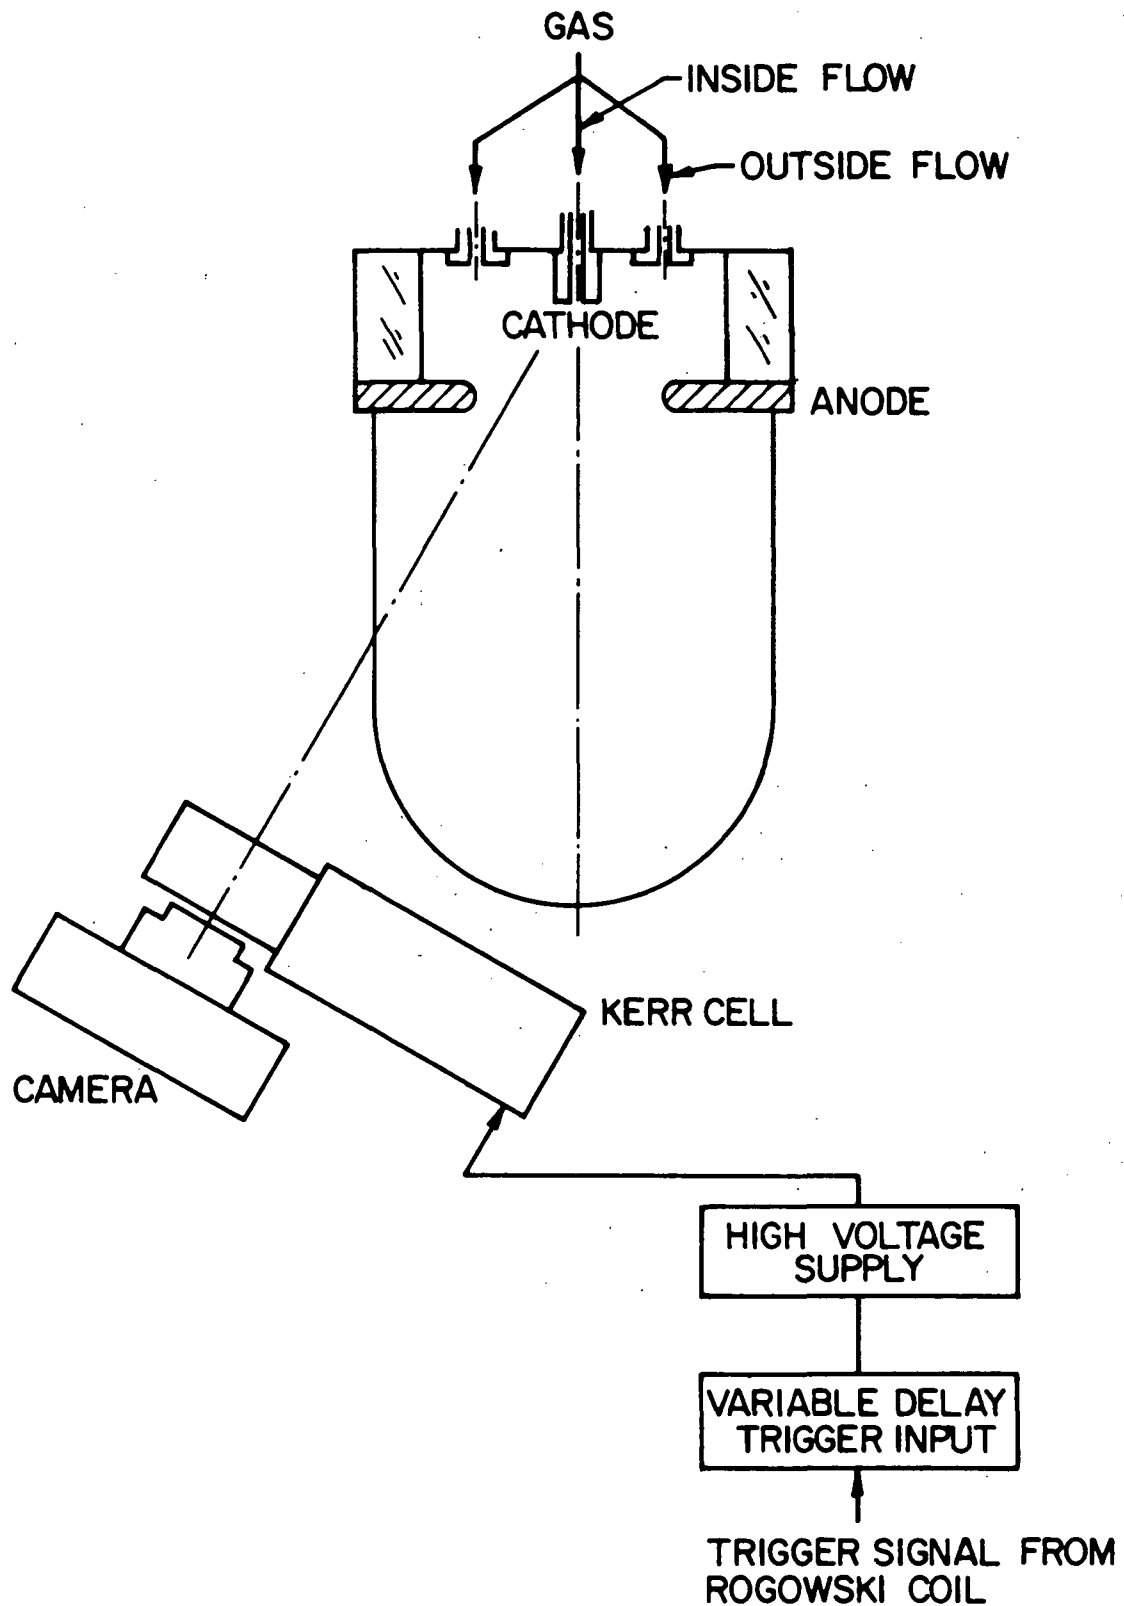 GAS
INSIDE FLOW
OUTSIDE FLOW
CATHODE
ANODE
KERR CELL
CAMERA
HIGH VOLTAGE
SUPPLY
VARIABLE DELAY
TRIGGER INPUT
TRIGGER SIGNAL FROM
ROGOWSKI COIL